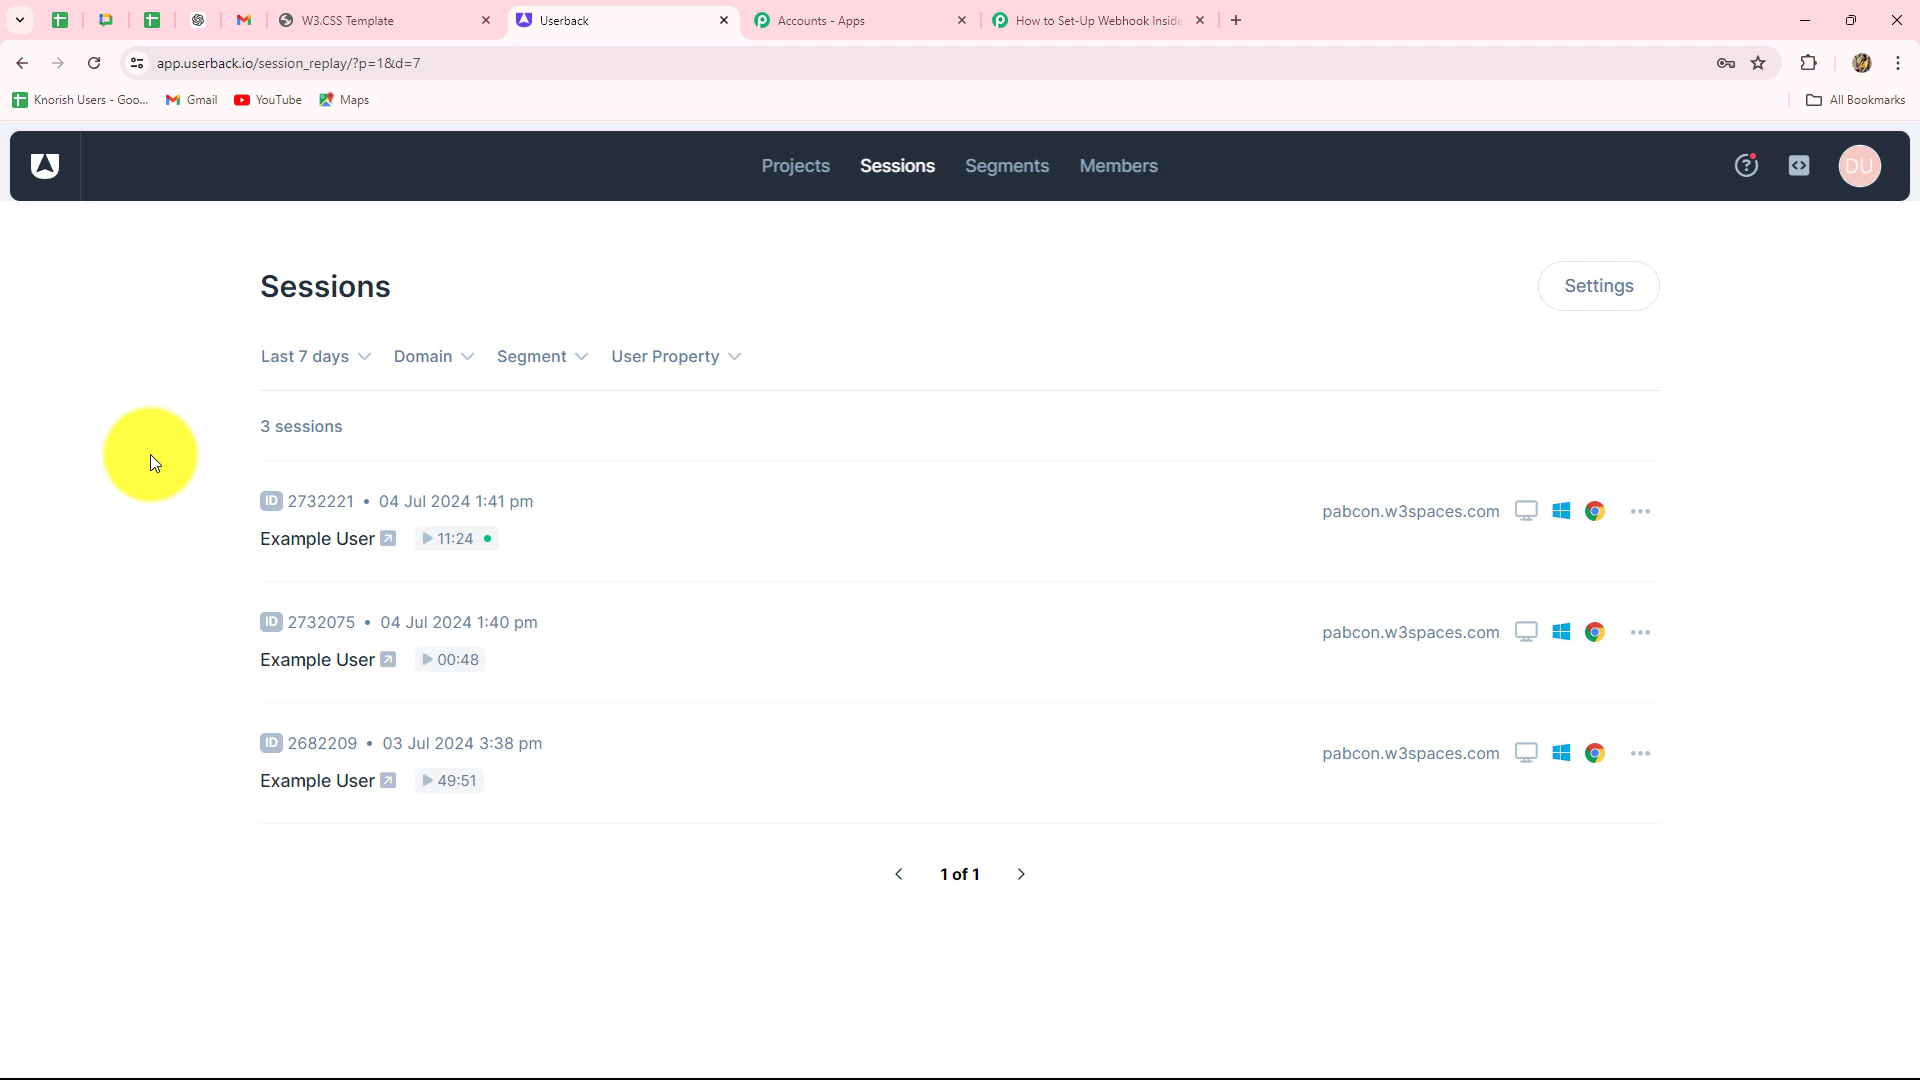 W3.CSS Template
Userback
Accounts - Apps
How to Set-Up Webhook Inside
app.userback.io/session_replay/?p=1&d=7
Knorish Users - Goo...
Gmail
YouTube
Maps
All Bookmarks
Projects
Sessions
Segments
Members
DU
Sessions
Settings
Last 7 days
Domain
Segment
User Property
3 sessions
ID 2732221 • 04 Jul 2024 1:41 pm
Example User
11:24
pabcon.w3spaces.com
ID 2732075 • 04 Jul 2024 1:40 pm
Example User
00:48
pabcon.w3spaces.com
ID 2682209 • 03 Jul 2024 3:38 pm
Example User
49:51
pabcon.w3spaces.com
1 of 1